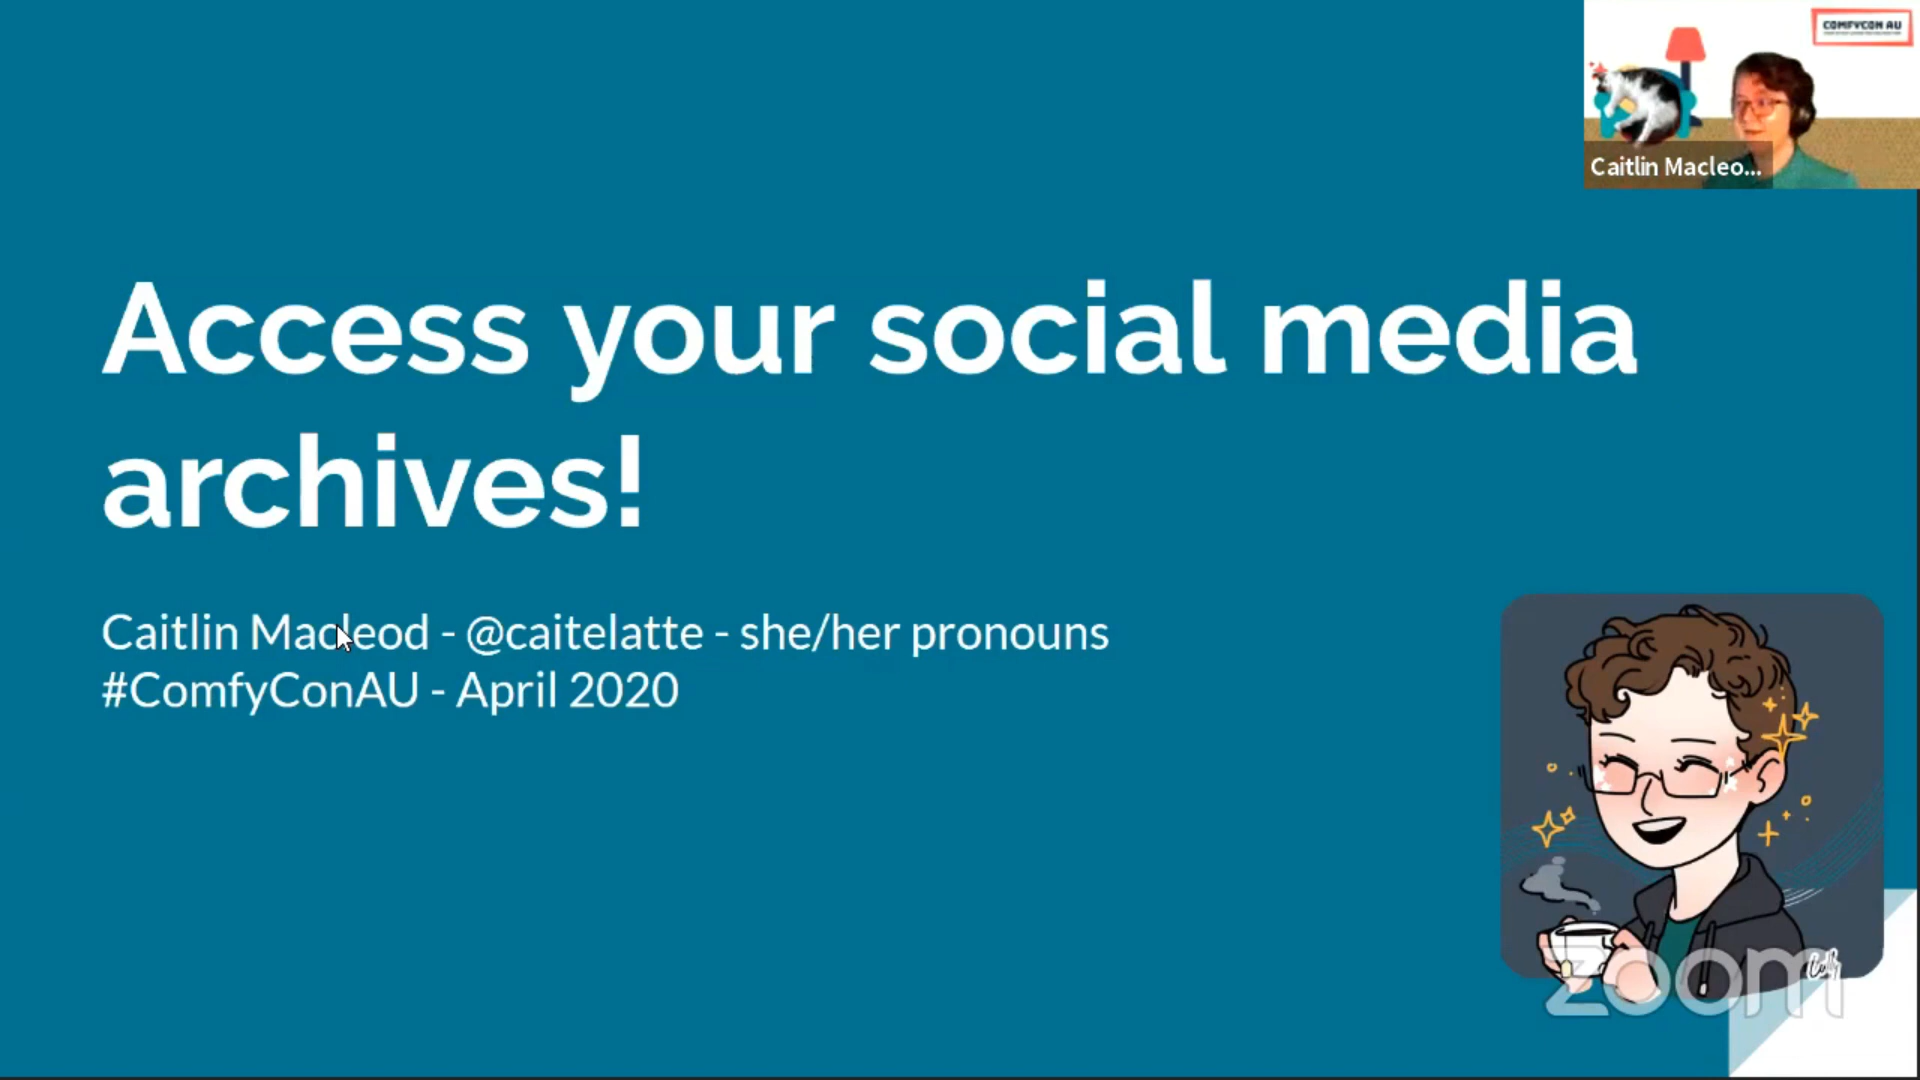 COMFYCON AU
Caitlin Macleo...
Access your social media
archives!
Caitlin Macleod - @caitelatte - she/her pronouns
#ComfyConAU - April 2020
zoom